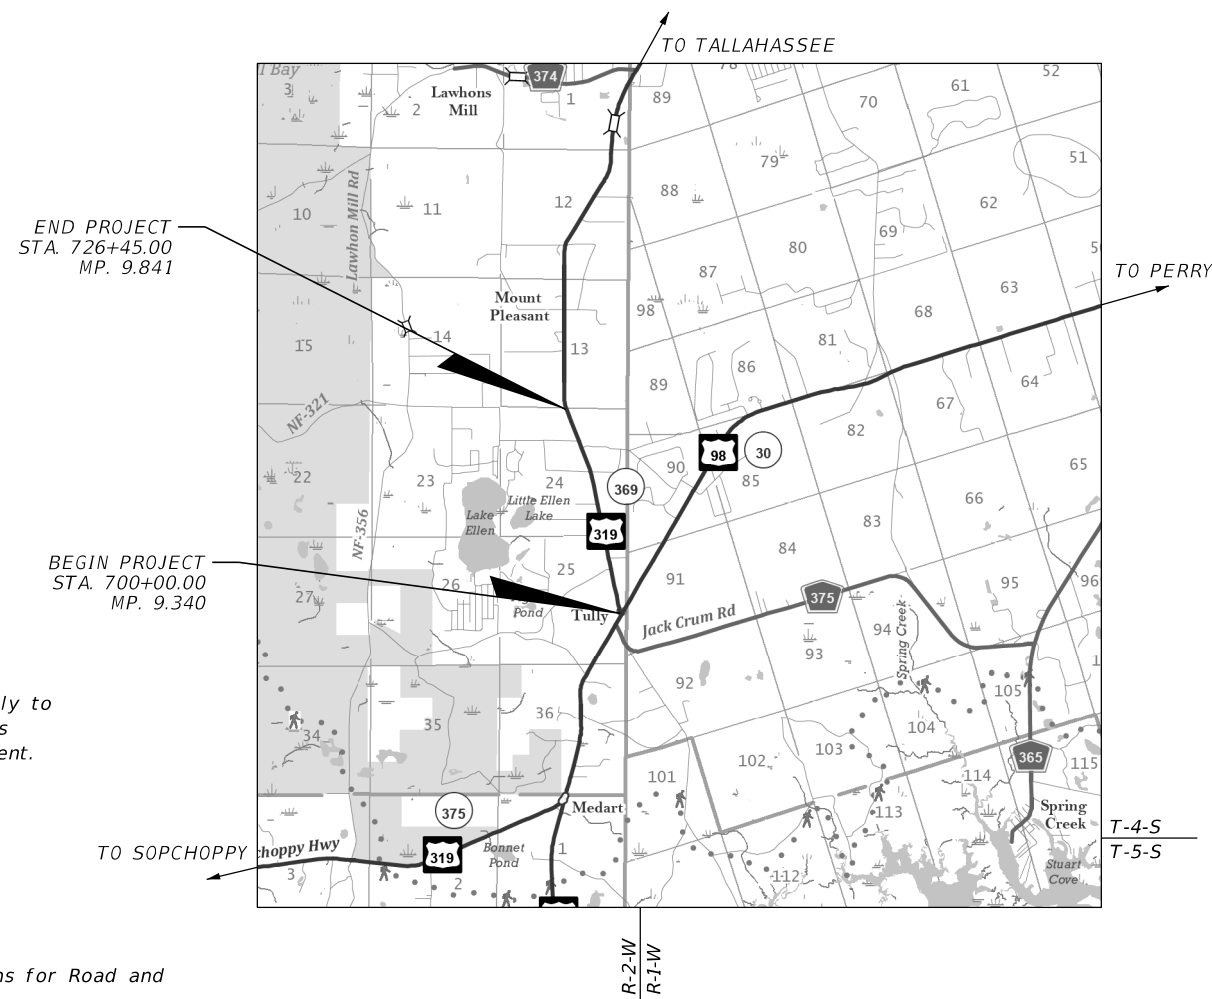 TO TALLAHASSEE
T Bay
3
2
Lawhons
Mill
374
1
89
70
61
52
79
51
88
10
Lawhon Mill Rd
11
12
80
69
62
END PROJECT
STA. 726+45.00
MP. 9.841
87
63
TO PERRY
Mount
Pleasant
98
68
15
14
13
81
86
89
64
67
NF-321
82
98
30
90
85
65
22
23
24
369
66
Lake
Ellen
Little Ellen
Lake
319
83
NF-356
84
BEGIN PROJECT
STA. 700+00.00
MP. 9.340
25
91
95
96
26
27
Pond
Tully
375
Jack Crum Rd
94
93
Spring Creek
92
105
ly to
s
ent.
36
35
34
104
103
102
101
114
365
115
375
Medart
113
Spring
Creek
T-4-S
T-5-S
TO SOPCHOPPY
choppy Hwy
319
Bonnet
Pond
1
3
2
112
Stuart
Cove
R-2-W
R-1-W
ns for Road and